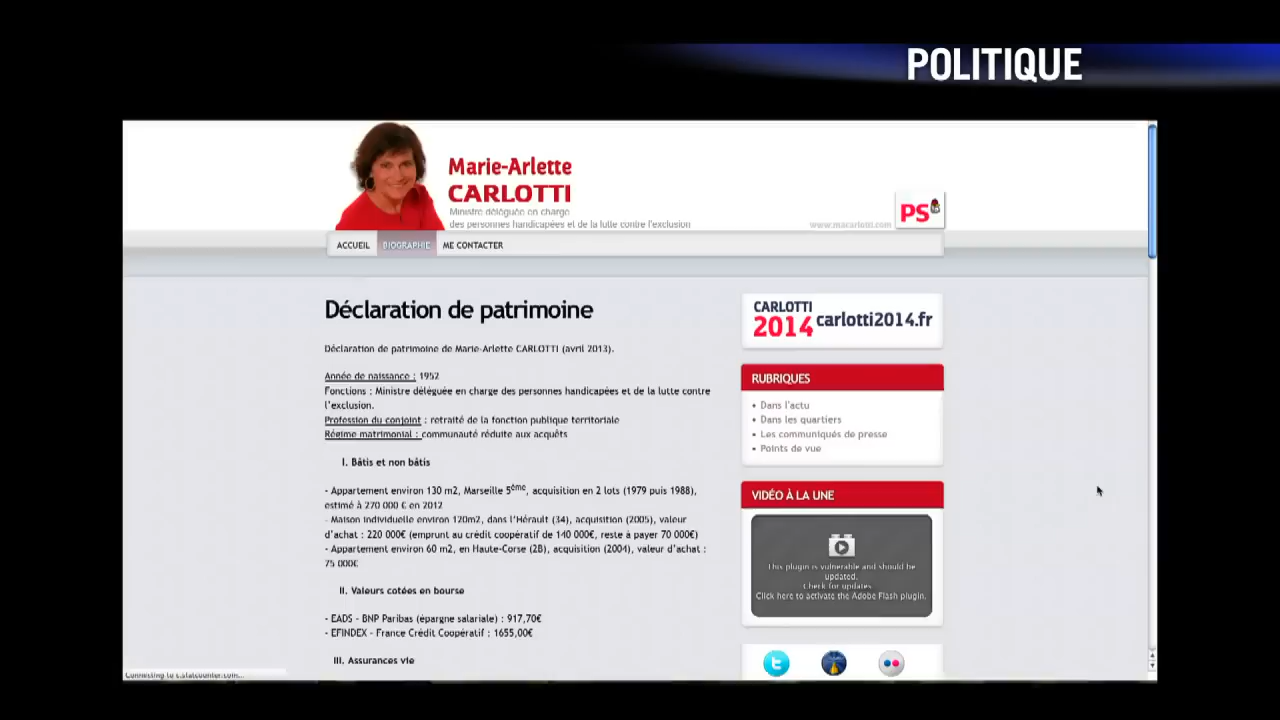 POLITIQUE
Marie-Arlette
CARLOTTI
Ministre déléguée en charge
des personnes handicapées et de la lutte contre l'exclusion
www.macarlotti.com
PS
ACCUEIL BIOGRAPHIE ME CONTACTER
Déclaration de patrimoine
Déclaration de patrimoine de Marie-Arlette CARLOTTI (avril 2013).
Année de naissance : 1952
Fonctions : Ministre déléguée en charge des personnes handicapées et de la lutte contre
l'exclusion.
Profession du conjoint : retraité de la fonction publique territoriale
Régime matrimonial : communauté réduite aux acquêts
I. Bâtis et non bâtis
- Appartement environ 130 m2, Marseille 5ème, acquisition en 2 lots (1979 puis 1988),
estimé à 270 000 € en 2012
- Maison individuelle environ 120m2, dans l'Hérault (34), acquisition (2005), valeur
d'achat : 220 000€ (emprunt au crédit coopératif de 140 000€, reste à payer 70 000€)
- Appartement environ 60 m2, en Haute-Corse (2B), acquisition (2004), valeur d'achat :
75 000€
II. Valeurs cotées en bourse
- EADS - BNP Paribas (épargne salariale) : 917,70€
- EFINDEX - France Crédit Coopératif : 1655,00€
III. Assurances vie
CARLOTTI
2014 carlotti2014.fr
RUBRIQUES
• Dans l'actu
• Dans les quartiers
• Les communiqués de presse
• Points de vue
VIDÉO À LA UNE
This plugin is vulnerable and should be
updated.
Check for updates
Click here to activate the Adobe Flash plugin.
Connecting to c.statcounter.com...